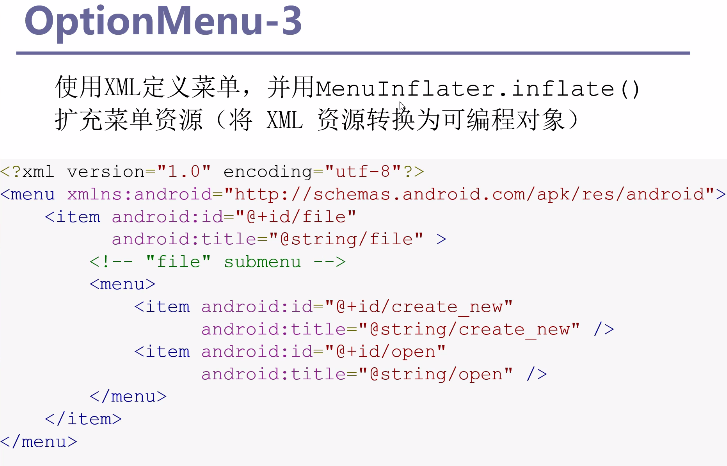 OptionMenu-3
使用XML定义菜单，并用MenuInflater.inflate()
扩充菜单资源（将 XML 资源转换为可编程对象）
<?xml version="1.0" encoding="utf-8"?>
<menu xmlns:android="http://schemas.android.com/apk/res/android">
    <item android:id="@+id/file"
          android:title="@string/file" >
        <!-- "file" submenu -->
        <menu>
            <item android:id="@+id/create_new"
                  android:title="@string/create_new" />
            <item android:id="@+id/open"
                  android:title="@string/open" />
        </menu>
    </item>
</menu>